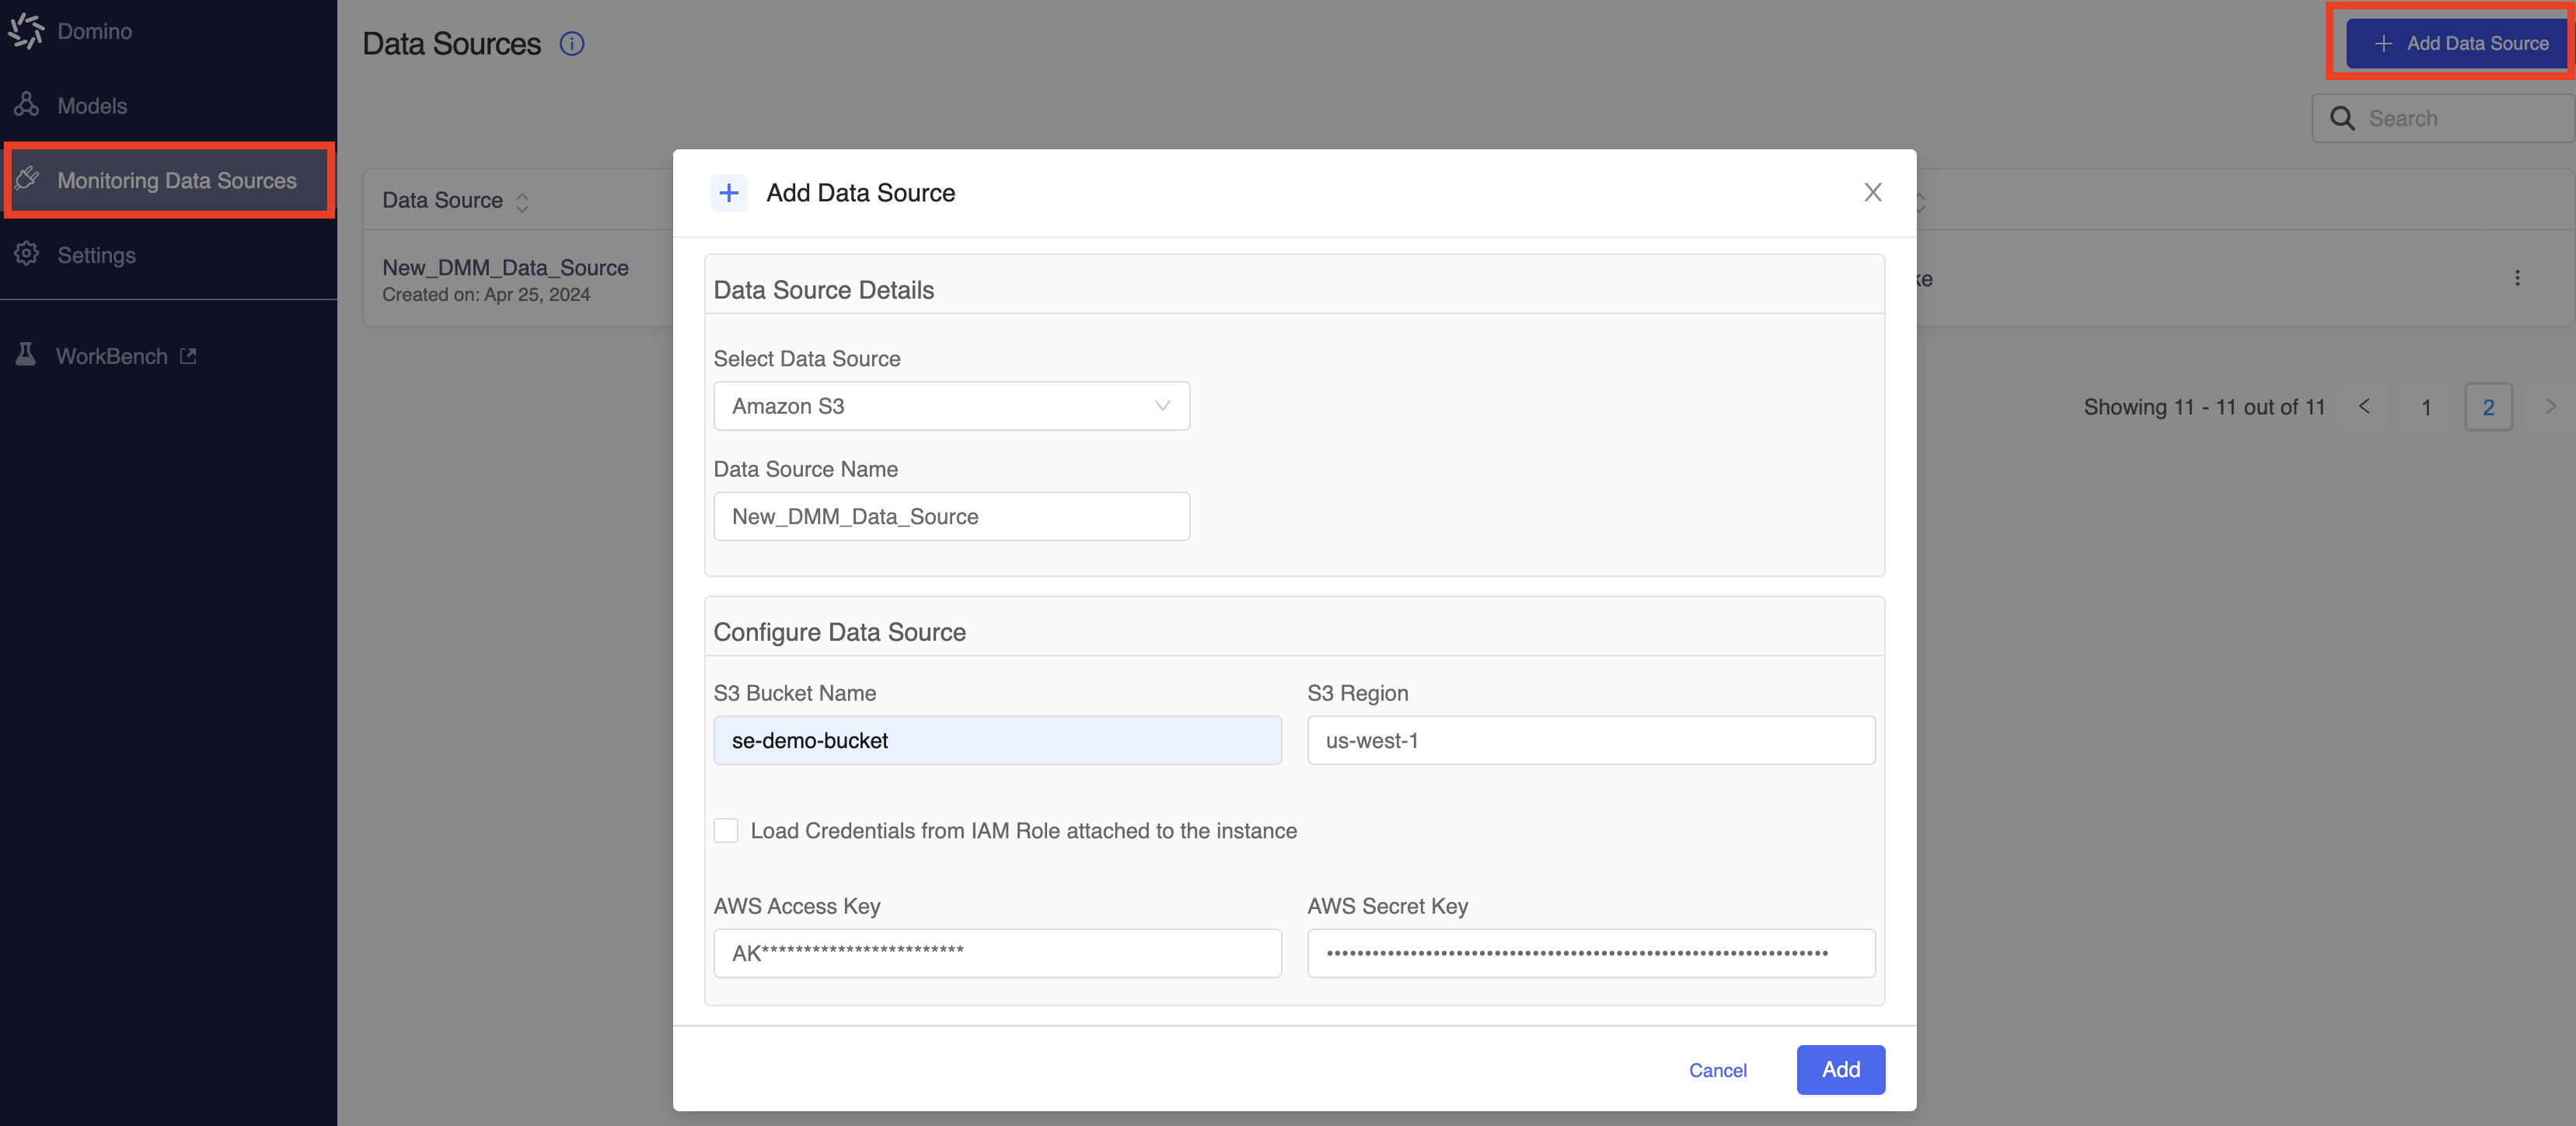 Domino
Models
Monitoring Data Sources
Settings
WorkBench
Data Sources
+ Add Data Source
Search
Data Source
New_DMM_Data_Source
Created on: Apr 25, 2024
Showing 11 - 11 out of 11
< 1 2 >
Add Data Source
Data Source Details
Select Data Source
Amazon S3
Data Source Name
New_DMM_Data_Source
Configure Data Source
S3 Bucket Name
S3 Region
se-demo-bucket
us-west-1
Load Credentials from IAM Role attached to the instance
AWS Access Key
AWS Secret Key
AK************************
Cancel
Add